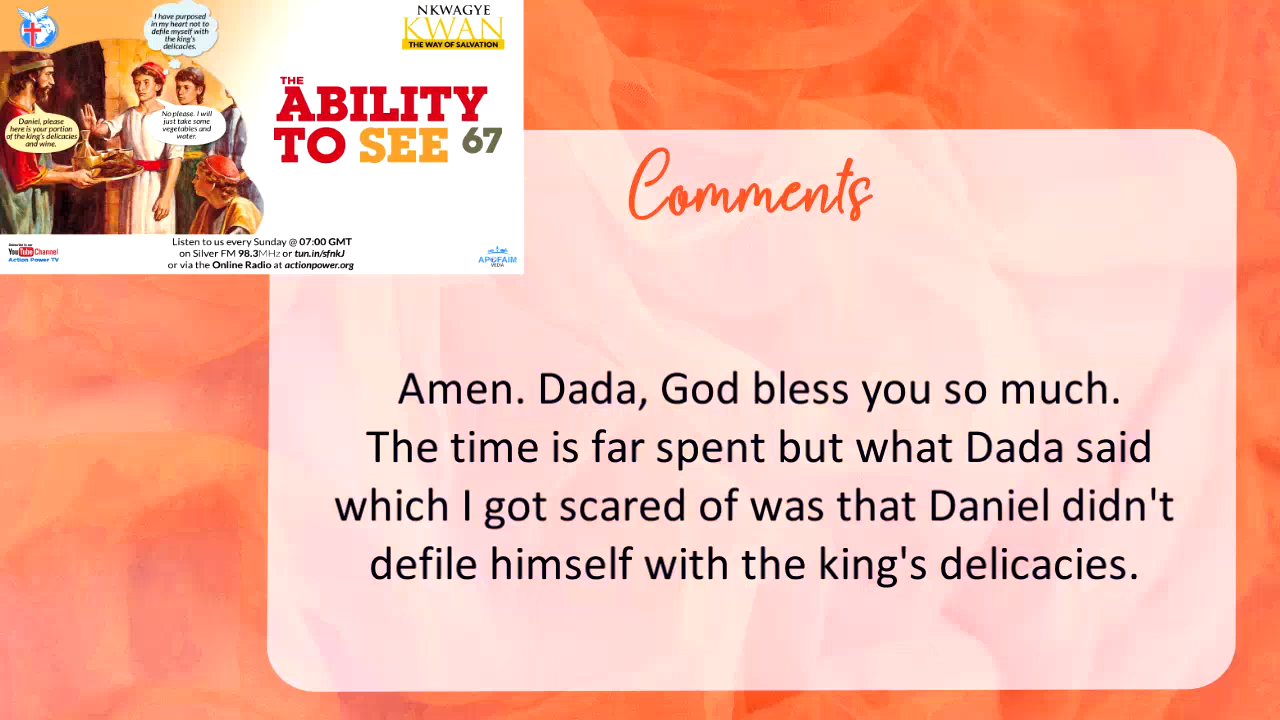 I have purposed
in my heart not to
defile myself with
the king's
delicacies.
NKWAGYE
KWAN
THE WAY OF SALVATION
Daniel, please
here is your portion
of the king's delicacies
and wine.
No please. I will
just take some
vegetables and
water.
THE
ABILITY
TO SEE 67
Listen to us every Sunday @ 07:00 GMT
on Silver FM 98.3MHz or tun.in/sfnkJ
or via the Online Radio at actionpower.org
YouTube Channel
Action Power TV
APOFAIM
MEDIA
Comments
Amen. Dada, God bless you so much.
The time is far spent but what Dada said
which I got scared of was that Daniel didn't
defile himself with the king's delicacies.